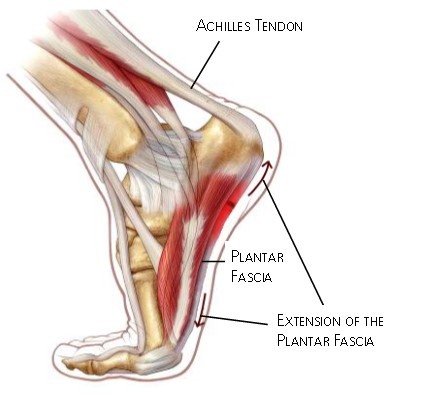 Achilles Tendon
Plantar
Fascia
Extension of the
Plantar Fascia